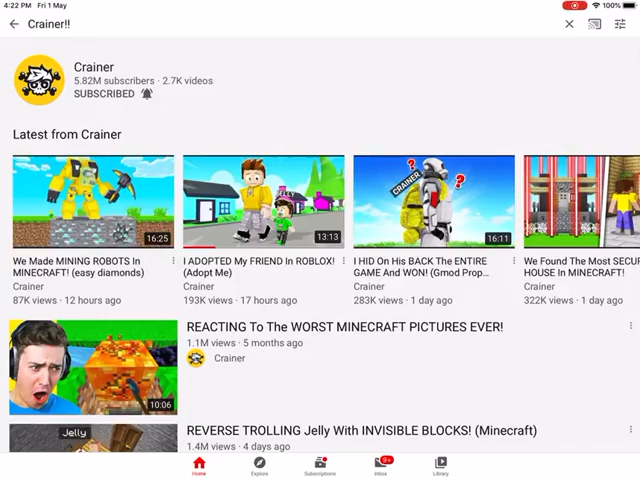 4:22 PM Fri 1 May
100%
Crainer!!
Crainer
5.82M subscribers · 2.7K videos
SUBSCRIBED
Latest from Crainer
16:25
JELLY
13:13
? CRAINER ?
16:11
We Made MINING ROBOTS In
MINECRAFT! (easy diamonds)
Crainer
87K views · 12 hours ago
I ADOPTED My FRIEND IN ROBLOX!
(Adopt Me)
Crainer
193K views · 17 hours ago
I HID On His BACK The ENTIRE
GAME And WON! (Gmod Prop...
Crainer
283K views · 1 day ago
We Found The Most SECUR
HOUSE In MINECRAFT!
Crainer
322K views · 1 day ago
10:06
REACTING To The WORST MINECRAFT PICTURES EVER!
1.1M views · 5 months ago
Crainer
Jelly
REVERSE TROLLING Jelly With INVISIBLE BLOCKS! (Minecraft)
1.4M views · 4 days ago
9+
Home
Explore
Subscriptions
Inbox
Library